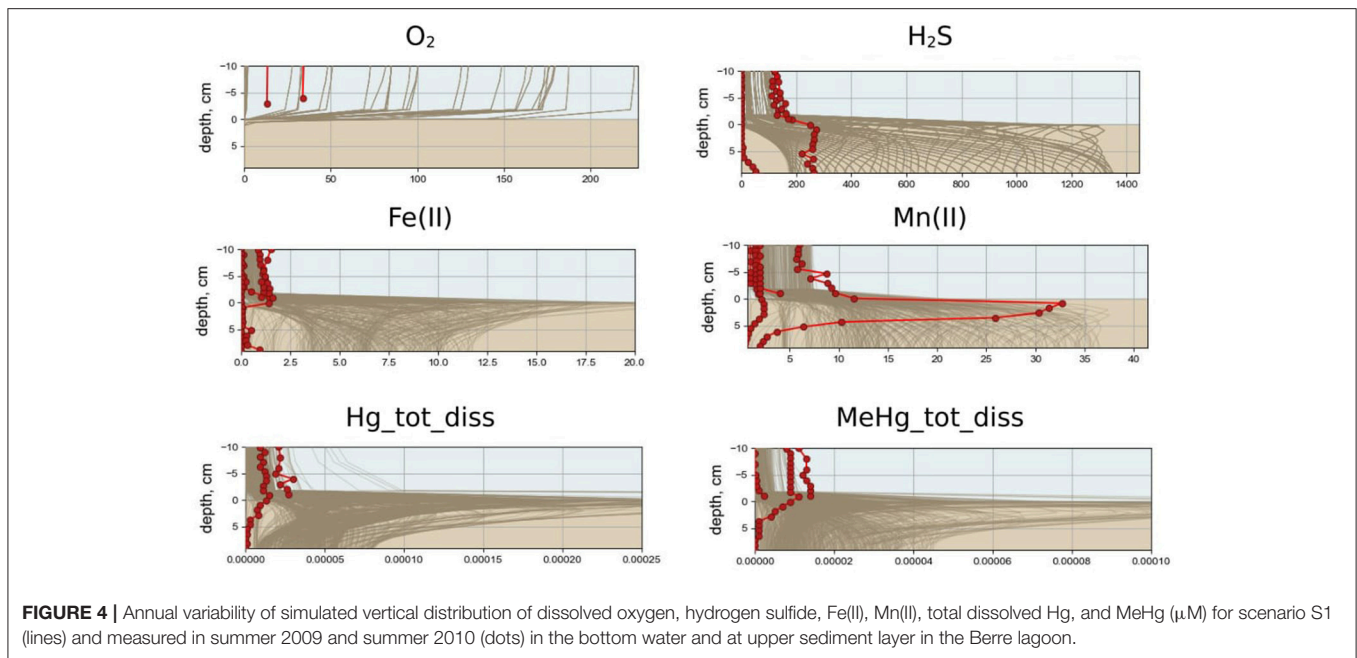 O₂
H₂S
depth, cm
−10
−5
0
5
0 50 100 150 200
depth, cm
−10
−5
0
5
0 200 400 600 800 1000 1200 1400
Fe(II)
Mn(II)
depth, cm
−10
−5
0
5
0.0 2.5 5.0 7.5 10.0 12.5 15.0 17.5 20.0
depth, cm
−10
−5
0
5
5 10 15 20 25 30 35 40
Hg_tot_diss
MeHg_tot_diss
depth, cm
−10
−5
0
5
0.00000 0.00005 0.00010 0.00015 0.00020 0.00025
depth, cm
−10
−5
0
5
0.00000 0.00002 0.00004 0.00006 0.00008 0.00010
FIGURE 4 | Annual variability of simulated vertical distribution of dissolved oxygen, hydrogen sulfide, Fe(II), Mn(II), total dissolved Hg, and MeHg (μM) for scenario S1
(lines) and measured in summer 2009 and summer 2010 (dots) in the bottom water and at upper sediment layer in the Berre lagoon.